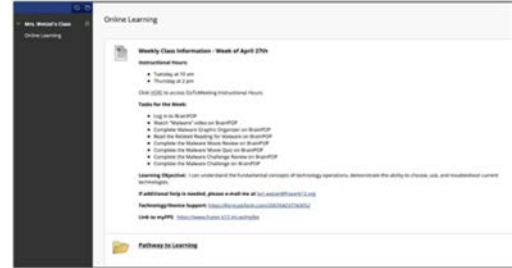 Mrs. Wetzel's Class
Online Learning
Online Learning
Weekly Class Information - Week of April 27th
Instructional Hours:
Tuesday at 10 am
Thursday at 2 pm
Click HERE to access GoToMeeting Instructional Hours
Tasks for the Week:
Log in to BrainPOP
Watch "Malware" video on BrainPOP
Complete Malware Graphic Organizer on BrainPOP
Read the Related Reading for Malware on BrainPOP
Complete the Malware Movie Review on BrainPOP
Complete the Malware Movie Quiz on BrainPOP
Complete the Malware Challenge Review on BrainPOP
Complete the Malware Challenge on BrainPOP
Learning Objective: I can understand the fundamental concepts of technology operations, demonstrate the ability to choose, use, and troubleshoot current
technologies.
If additional help is needed, please e-mail me at
Technology/Device Support:
Link to myFPS:
Pathway to Learning